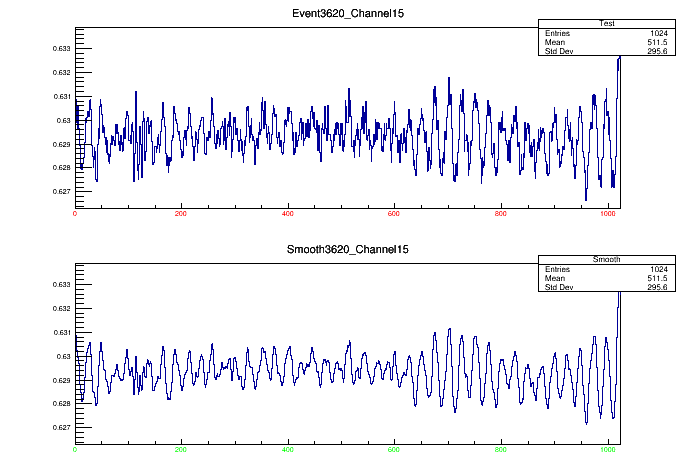 Event3620_Channel15
Test
Entries 1024
Mean 511.5
Std Dev 295.6
0.633
0.632
0.631
0.63
0.629
0.628
0.627
0 200 400 600 800 1000
Smooth3620_Channel15
Smooth
Entries 1024
Mean 511.5
Std Dev 295.6
0.633
0.632
0.631
0.63
0.629
0.628
0.627
0 200 400 600 800 1000